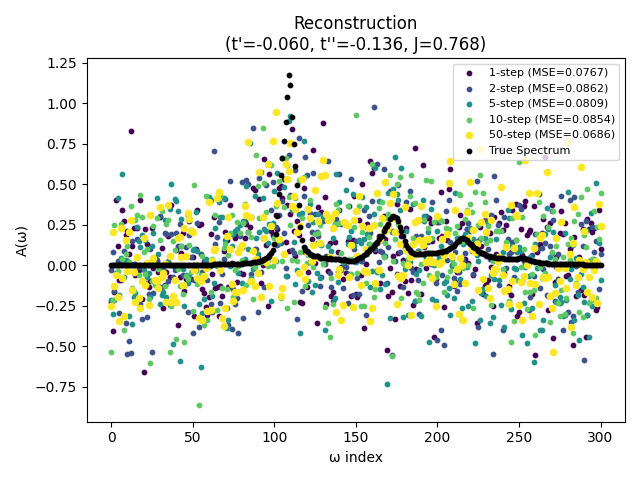 Reconstruction
(t'=-0.060, t''=-0.136, J=0.768)
1-step (MSE=0.0767)
2-step (MSE=0.0862)
5-step (MSE=0.0809)
10-step (MSE=0.0854)
50-step (MSE=0.0686)
True Spectrum
A(ω)
1.25
1.00
0.75
0.50
0.25
0.00
−0.25
−0.50
−0.75
0 50 100 150 200 250 300
ω index